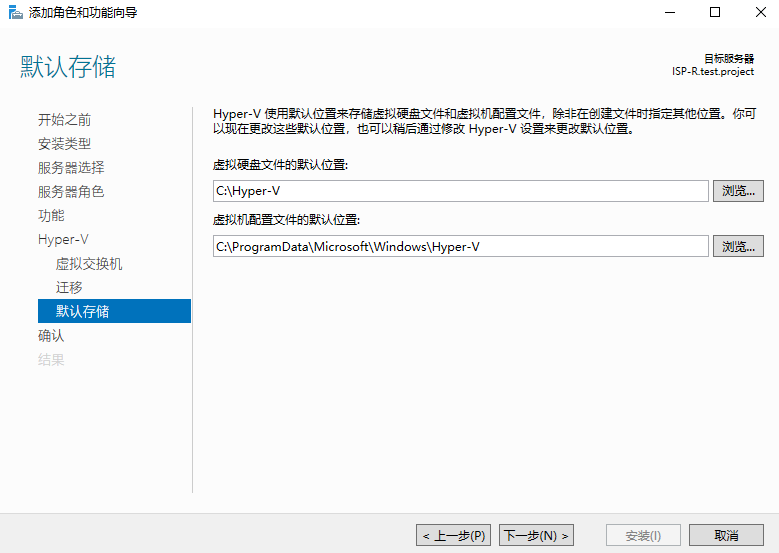 添加角色和功能向导
默认存储
目标服务器
ISP-R.test.project
开始之前
安装类型
服务器选择
服务器角色
功能
Hyper-V
虚拟交换机
迁移
默认存储
确认
结果
Hyper-V 使用默认位置来存储虚拟硬盘文件和虚拟机配置文件，除非在创建文件时指定其他位置。你可
以现在更改这些默认位置，也可以稍后通过修改 Hyper-V 设置来更改默认位置。
虚拟硬盘文件的默认位置:
C:\Hyper-V
浏览...
虚拟机配置文件的默认位置:
C:\ProgramData\Microsoft\Windows\Hyper-V
浏览...
< 上一步(P)
下一步(N) >
安装(I)
取消